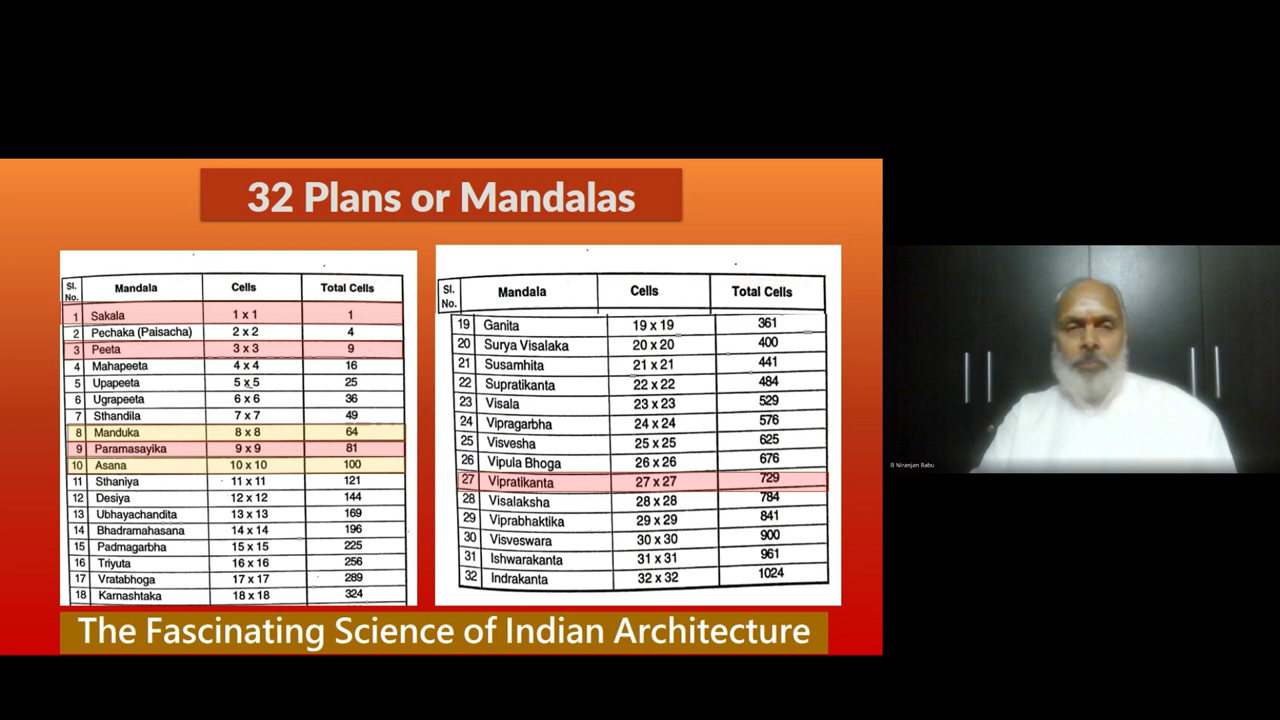 32 Plans or Mandalas
Sl. No. Mandala Cells Total Cells
1 Sakala 1 x 1 1
2 Pechaka (Paisacha) 2 x 2 4
3 Peeta 3 x 3 9
4 Mahapeeta 4 x 4 16
5 Upapeeta 5 x 5 25
6 Ugrapeeta 6 x 6 36
7 Sthandila 7 x 7 49
8 Manduka 8 x 8 64
9 Paramasayika 9 x 9 81
10 Asana 10 x 10 100
11 Sthaniya 11 x 11 121
12 Desiya 12 x 12 144
13 Ubhayachandita 13 x 13 169
14 Bhadramahasana 14 x 14 196
15 Padmagarbha 15 x 15 225
16 Triyuta 16 x 16 256
17 Vratabhoga 17 x 17 289
18 Karnashtaka 18 x 18 324
Sl. No. Mandala Cells Total Cells
19 Ganita 19 x 19 361
20 Surya Visalaka 20 x 20 400
21 Susamhita 21 x 21 441
22 Supratikanta 22 x 22 484
23 Visala 23 x 23 529
24 Vipragarbha 24 x 24 576
25 Visvesha 25 x 25 625
26 Vipula Bhoga 26 x 26 676
27 Vipratikanta 27 x 27 729
28 Visalaksha 28 x 28 784
29 Viprabhaktika 29 x 29 841
30 Visveswara 30 x 30 900
31 Ishwarakanta 31 x 31 961
32 Indrakanta 32 x 32 1024
The Fascinating Science of Indian Architecture
B Niranjan Babu